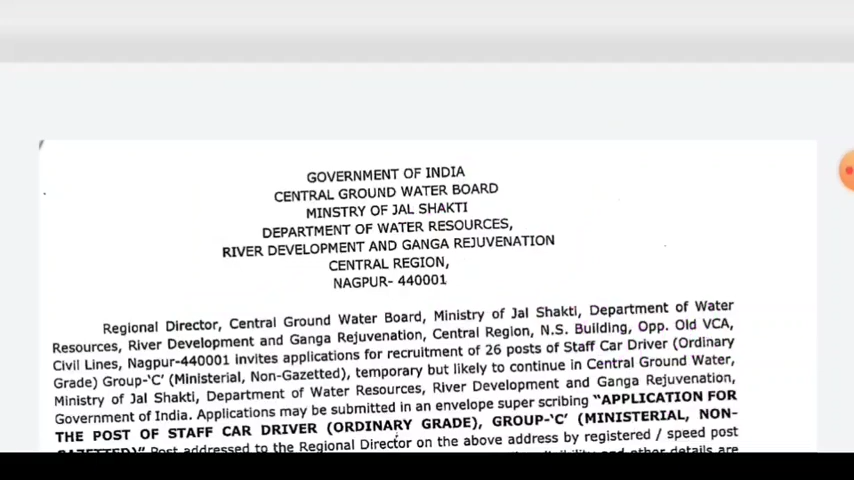 GOVERNMENT OF INDIA
CENTRAL GROUND WATER BOARD
MINSTRY OF JAL SHAKTI
DEPARTMENT OF WATER RESOURCES,
RIVER DEVELOPMENT AND GANGA REJUVENATION
CENTRAL REGION,
NAGPUR- 440001
Regional Director, Central Ground Water Board, Ministry of Jal Shakti, Department of Water
Resources, River Development and Ganga Rejuvenation, Central Region, N.S. Building, Opp. Old VCA,
Civil Lines, Nagpur-440001 invites applications for recruitment of 26 posts of Staff Car Driver (Ordinary
Grade) Group-'C' (Ministerial, Non-Gazetted), temporary but likely to continue in Central Ground Water,
Ministry of Jal Shakti, Department of Water Resources, River Development and Ganga Rejuvenation,
Government of India. Applications may be submitted in an envelope super scribing "APPLICATION FOR
THE POST OF STAFF CAR DRIVER (ORDINARY GRADE), GROUP-'C' (MINISTERIAL, NON-
GAZETTED)" Post addressed to the Regional Director on the above address by registered / speed post
and other details are